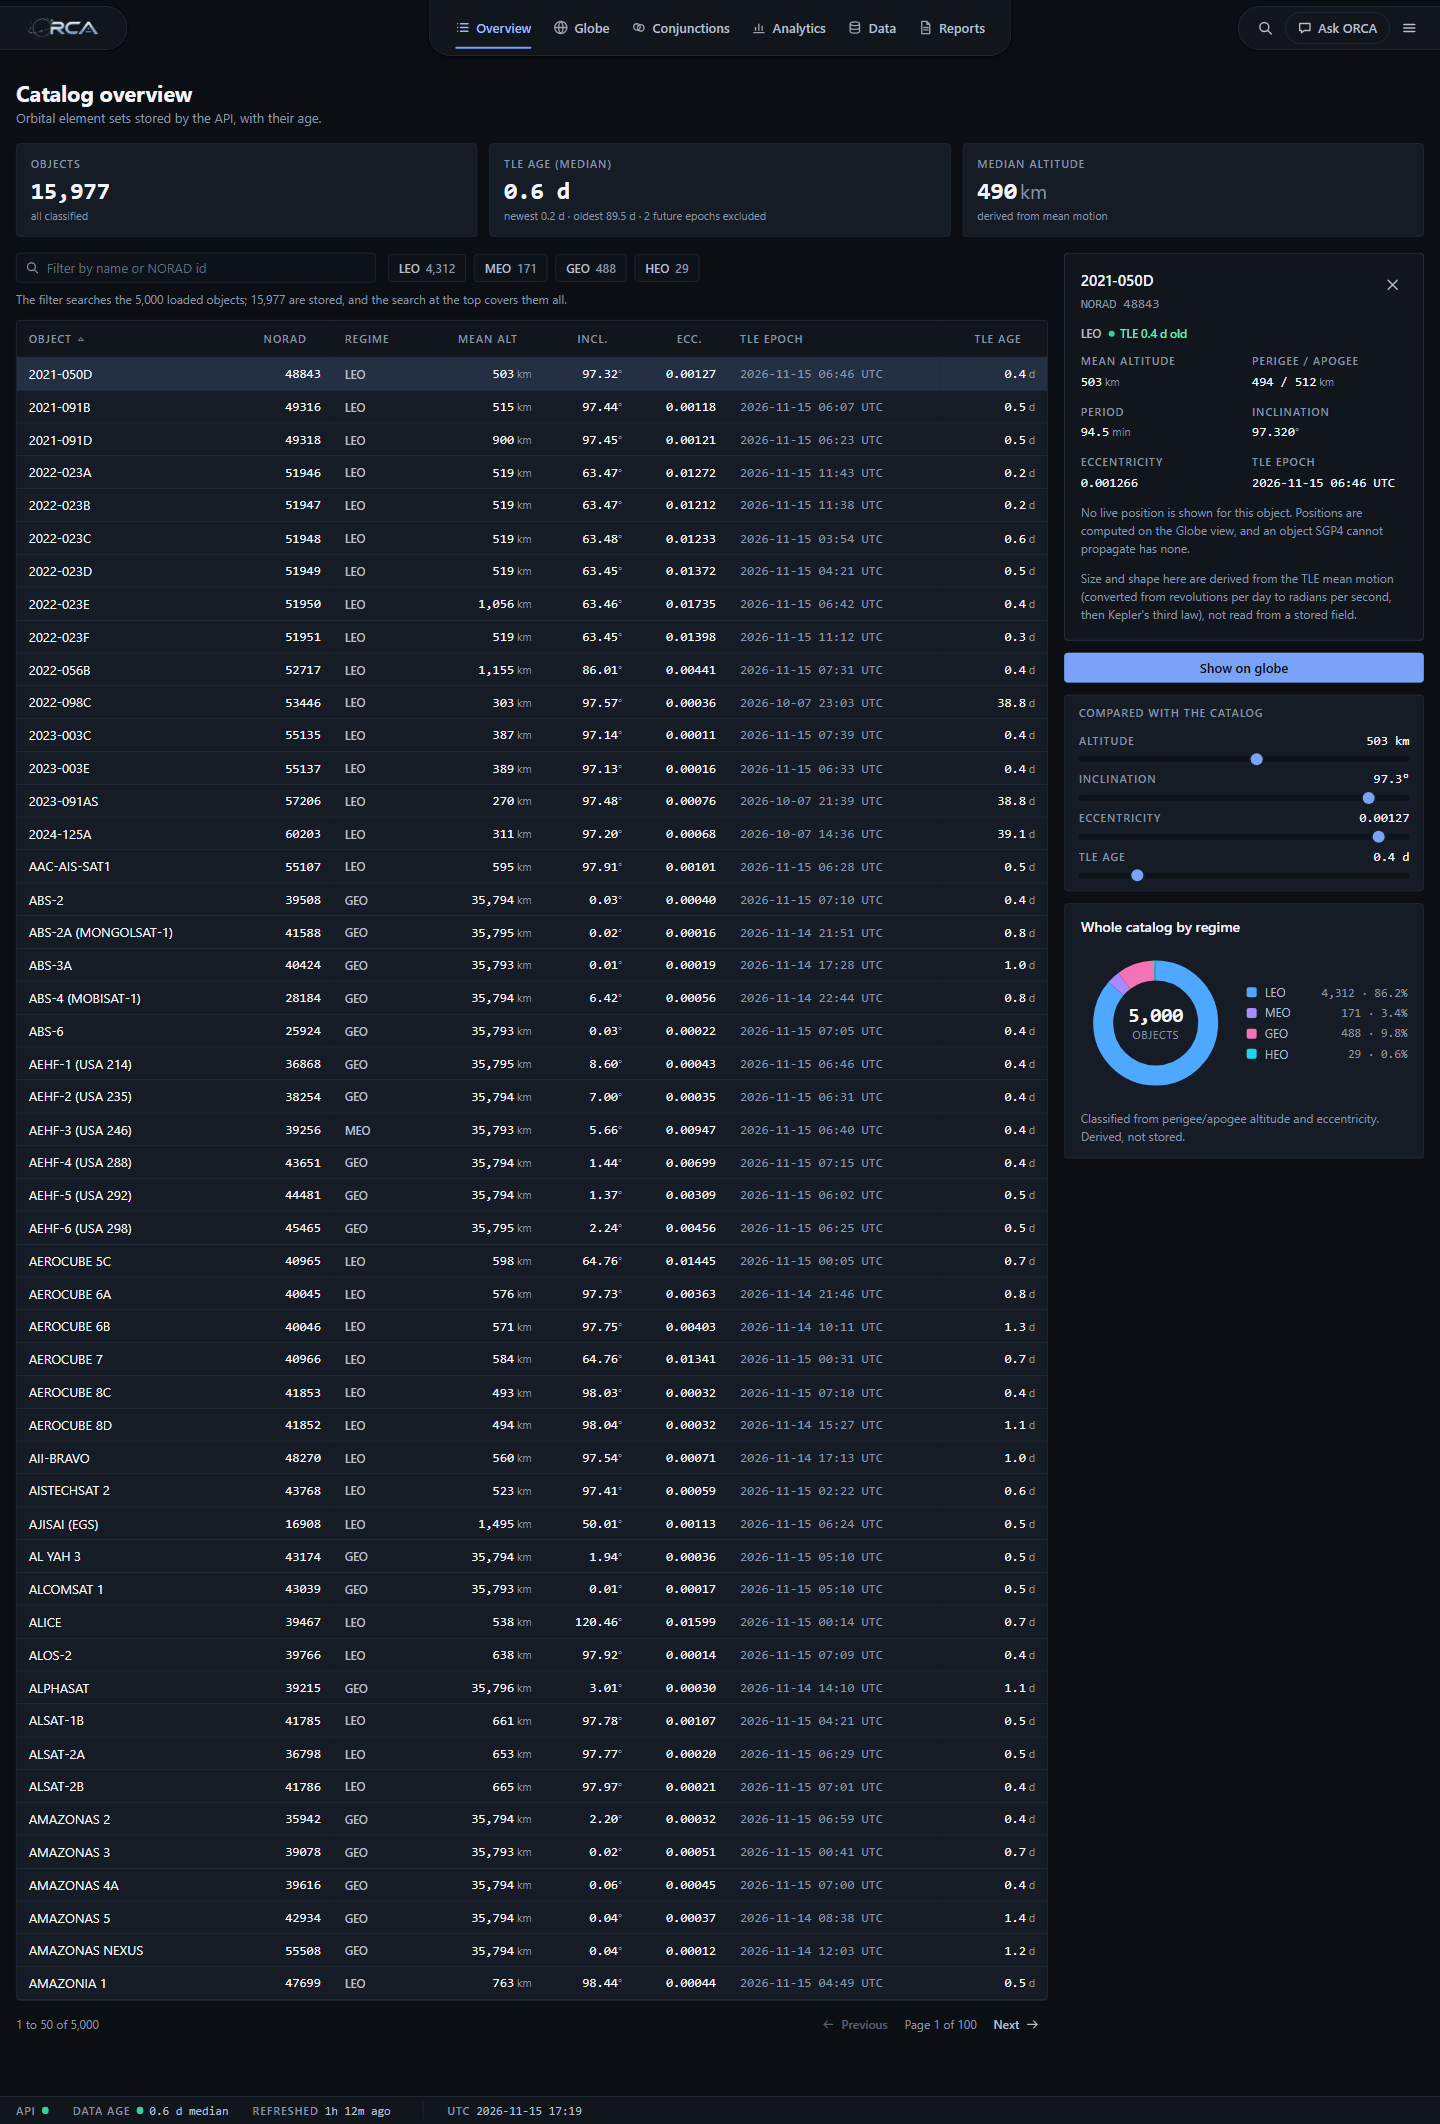 ORCA
Overview Globe Conjunctions Analytics Data Reports
Ask ORCA
Catalog overview
Orbital element sets stored by the API, with their age.
OBJECTS
15,977
all classified
TLE AGE (MEDIAN)
0.6 d
newest 0.2 d · oldest 89.5 d · 2 future epochs excluded
MEDIAN ALTITUDE
490 km
derived from mean motion
Filter by name or NORAD id
LEO 4,312 MEO 171 GEO 488 HEO 29
The filter searches the 5,000 loaded objects; 15,977 are stored, and the search at the top covers them all.
OBJECT NORAD REGIME MEAN ALT INCL. ECC. TLE EPOCH TLE AGE
2021-050D 48843 LEO 503 km 97.32° 0.00127 2026-11-15 06:46 UTC 0.4 d
2021-091B 49316 LEO 515 km 97.44° 0.00118 2026-11-15 06:07 UTC 0.5 d
2021-091D 49318 LEO 900 km 97.45° 0.00121 2026-11-15 06:23 UTC 0.5 d
2022-023A 51946 LEO 519 km 63.47° 0.01272 2026-11-15 11:43 UTC 0.2 d
2022-023B 51947 LEO 519 km 63.47° 0.01212 2026-11-15 11:38 UTC 0.2 d
2022-023C 51948 LEO 519 km 63.48° 0.01233 2026-11-15 03:54 UTC 0.6 d
2022-023D 51949 LEO 519 km 63.45° 0.01372 2026-11-15 04:21 UTC 0.5 d
2022-023E 51950 LEO 1,056 km 63.46° 0.01735 2026-11-15 06:42 UTC 0.4 d
2022-023F 51951 LEO 519 km 63.45° 0.01398 2026-11-15 11:12 UTC 0.3 d
2022-056B 52717 LEO 1,155 km 86.01° 0.00441 2026-11-15 07:31 UTC 0.4 d
2022-098C 53446 LEO 303 km 97.57° 0.00036 2026-10-07 23:03 UTC 38.8 d
2023-003C 55135 LEO 387 km 97.14° 0.00011 2026-11-15 07:39 UTC 0.4 d
2023-003E 55137 LEO 389 km 97.13° 0.00016 2026-11-15 06:33 UTC 0.4 d
2023-091AS 57206 LEO 270 km 97.48° 0.00076 2026-10-07 21:39 UTC 38.8 d
2024-125A 60203 LEO 311 km 97.20° 0.00068 2026-10-07 14:36 UTC 39.1 d
AAC-AIS-SAT1 55107 LEO 595 km 97.91° 0.00101 2026-11-15 06:28 UTC 0.5 d
ABS-2 39508 GEO 35,794 km 0.03° 0.00040 2026-11-15 07:10 UTC 0.4 d
ABS-2A (MONGOLSAT-1) 41588 GEO 35,795 km 0.02° 0.00016 2026-11-14 21:51 UTC 0.8 d
ABS-3A 40424 GEO 35,793 km 0.01° 0.00019 2026-11-14 17:28 UTC 1.0 d
ABS-4 (MOBISAT-1) 28184 GEO 35,794 km 6.42° 0.00056 2026-11-14 22:44 UTC 0.8 d
ABS-6 25924 GEO 35,793 km 0.03° 0.00022 2026-11-15 07:05 UTC 0.4 d
AEHF-1 (USA 214) 36868 GEO 35,795 km 8.60° 0.00043 2026-11-15 06:46 UTC 0.4 d
AEHF-2 (USA 235) 38254 GEO 35,794 km 7.00° 0.00035 2026-11-15 06:31 UTC 0.4 d
AEHF-3 (USA 246) 39256 MEO 35,793 km 5.66° 0.00947 2026-11-15 06:40 UTC 0.4 d
AEHF-4 (USA 288) 43651 GEO 35,794 km 1.44° 0.00699 2026-11-15 07:15 UTC 0.4 d
AEHF-5 (USA 292) 44481 GEO 35,794 km 1.37° 0.00309 2026-11-15 06:02 UTC 0.5 d
AEHF-6 (USA 298) 45465 GEO 35,795 km 2.24° 0.00456 2026-11-15 06:25 UTC 0.5 d
AEROCUBE 5C 40965 LEO 598 km 64.76° 0.01445 2026-11-15 00:05 UTC 0.7 d
AEROCUBE 6A 40045 LEO 576 km 97.73° 0.00363 2026-11-14 21:46 UTC 0.8 d
AEROCUBE 6B 40046 LEO 571 km 97.75° 0.00403 2026-11-14 10:11 UTC 1.3 d
AEROCUBE 7 40966 LEO 584 km 64.76° 0.01341 2026-11-15 00:31 UTC 0.7 d
AEROCUBE 8C 41853 LEO 493 km 98.03° 0.00032 2026-11-15 07:10 UTC 0.4 d
AEROCUBE 8D 41852 LEO 494 km 98.04° 0.00032 2026-11-14 15:27 UTC 1.1 d
AII-BRAVO 48270 LEO 560 km 97.54° 0.00071 2026-11-14 17:13 UTC 1.0 d
AISTECHSAT 2 43768 LEO 523 km 97.41° 0.00059 2026-11-15 02:22 UTC 0.6 d
AJISAI (EGS) 16908 LEO 1,495 km 50.01° 0.00113 2026-11-15 06:24 UTC 0.5 d
AL YAH 3 43174 GEO 35,794 km 1.94° 0.00036 2026-11-15 05:10 UTC 0.5 d
ALCOMSAT 1 43039 GEO 35,793 km 0.01° 0.00017 2026-11-15 05:10 UTC 0.5 d
ALICE 39467 LEO 538 km 120.46° 0.01599 2026-11-15 00:14 UTC 0.7 d
ALOS-2 39766 LEO 638 km 97.92° 0.00014 2026-11-15 07:09 UTC 0.4 d
ALPHASAT 39215 GEO 35,796 km 3.01° 0.00030 2026-11-14 14:10 UTC 1.1 d
ALSAT-1B 41785 LEO 661 km 97.78° 0.00107 2026-11-15 04:21 UTC 0.5 d
ALSAT-2A 36798 LEO 653 km 97.77° 0.00020 2026-11-15 06:29 UTC 0.5 d
ALSAT-2B 41786 LEO 665 km 97.97° 0.00021 2026-11-15 07:01 UTC 0.4 d
AMAZONAS 2 35942 GEO 35,794 km 2.20° 0.00032 2026-11-15 06:59 UTC 0.4 d
AMAZONAS 3 39078 GEO 35,793 km 0.02° 0.00051 2026-11-15 00:41 UTC 0.7 d
AMAZONAS 4A 39616 GEO 35,794 km 0.06° 0.00045 2026-11-15 07:00 UTC 0.4 d
AMAZONAS 5 42934 GEO 35,794 km 0.04° 0.00037 2026-11-14 08:38 UTC 1.4 d
AMAZONAS NEXUS 55508 GEO 35,794 km 0.04° 0.00012 2026-11-14 12:03 UTC 1.2 d
AMAZONIA 1 47699 LEO 763 km 98.44° 0.00044 2026-11-15 04:49 UTC 0.5 d
1 to 50 of 5,000
Previous Page 1 of 100 Next
2021-050D
NORAD 48843
LEO TLE 0.4 d old
MEAN ALTITUDE PERIGEE / APOGEE
503 km 494 / 512 km
PERIOD INCLINATION
94.5 min 97.320°
ECCENTRICITY TLE EPOCH
0.001266 2026-11-15 06:46 UTC
No live position is shown for this object. Positions are
computed on the Globe view, and an object SGP4 cannot
propagate has none.
Size and shape here are derived from the TLE mean motion
(converted from revolutions per day to radians per second,
then Kepler's third law), not read from a stored field.
Show on globe
COMPARED WITH THE CATALOG
ALTITUDE 503 km
INCLINATION 97.3°
ECCENTRICITY 0.00127
TLE AGE 0.4 d
Whole catalog by regime
5,000
OBJECTS
LEO 4,312 · 86.2%
MEO 171 · 3.4%
GEO 488 · 9.8%
HEO 29 · 0.6%
Classified from perigee/apogee altitude and eccentricity.
Derived, not stored.
API DATA AGE 0.6 d median REFRESHED 1h 12m ago UTC 2026-11-15 17:19